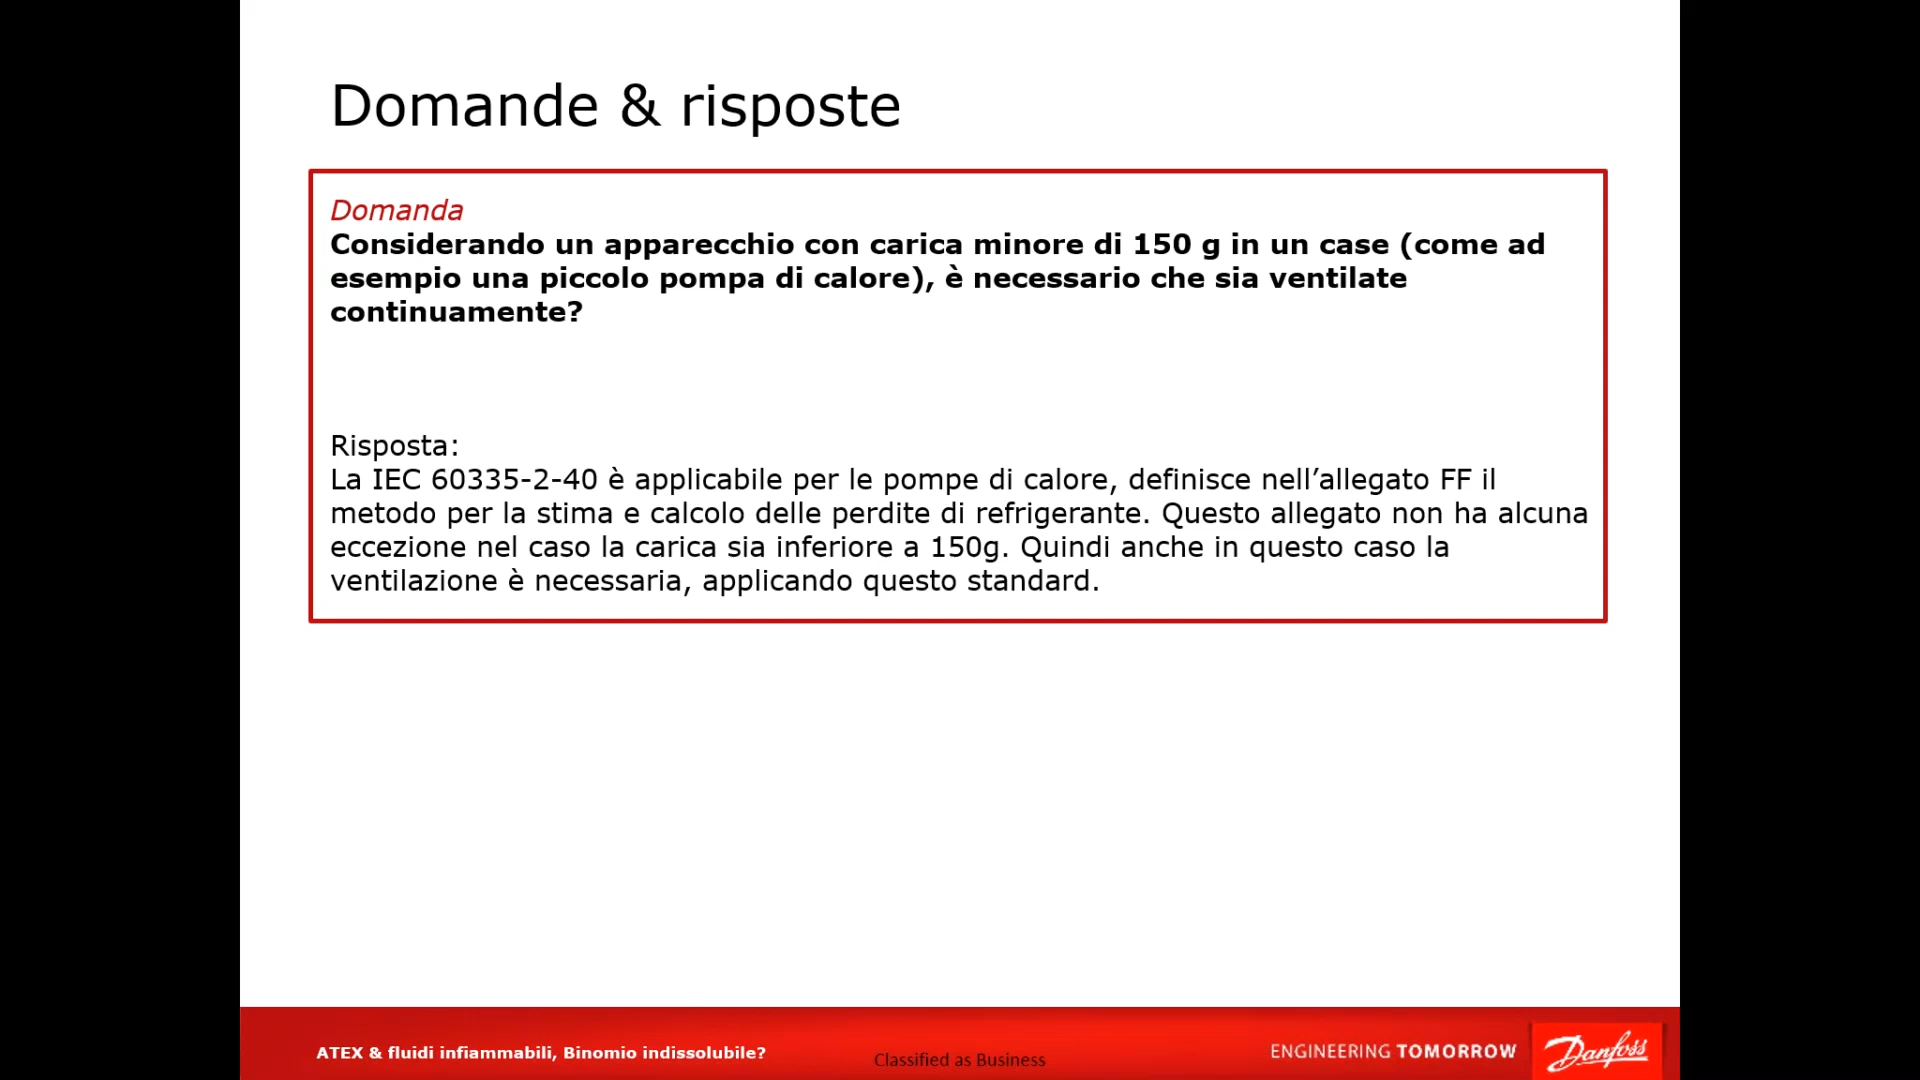 Domande & risposte
Domanda
Considerando un apparecchio con carica minore di 150 g in un case (come ad
esempio una piccolo pompa di calore), è necessario che sia ventilate
continuamente?
Risposta:
La IEC 60335-2-40 è applicabile per le pompe di calore, definisce nell’allegato FF il
metodo per la stima e calcolo delle perdite di refrigerante. Questo allegato non ha alcuna
eccezione nel caso la carica sia inferiore a 150g. Quindi anche in questo caso la
ventilazione è necessaria, applicando questo standard.
ATEX & fluidi infiammabili, Binomio indissolubile?
Classified as Business
ENGINEERING TOMORROW
Danfoss